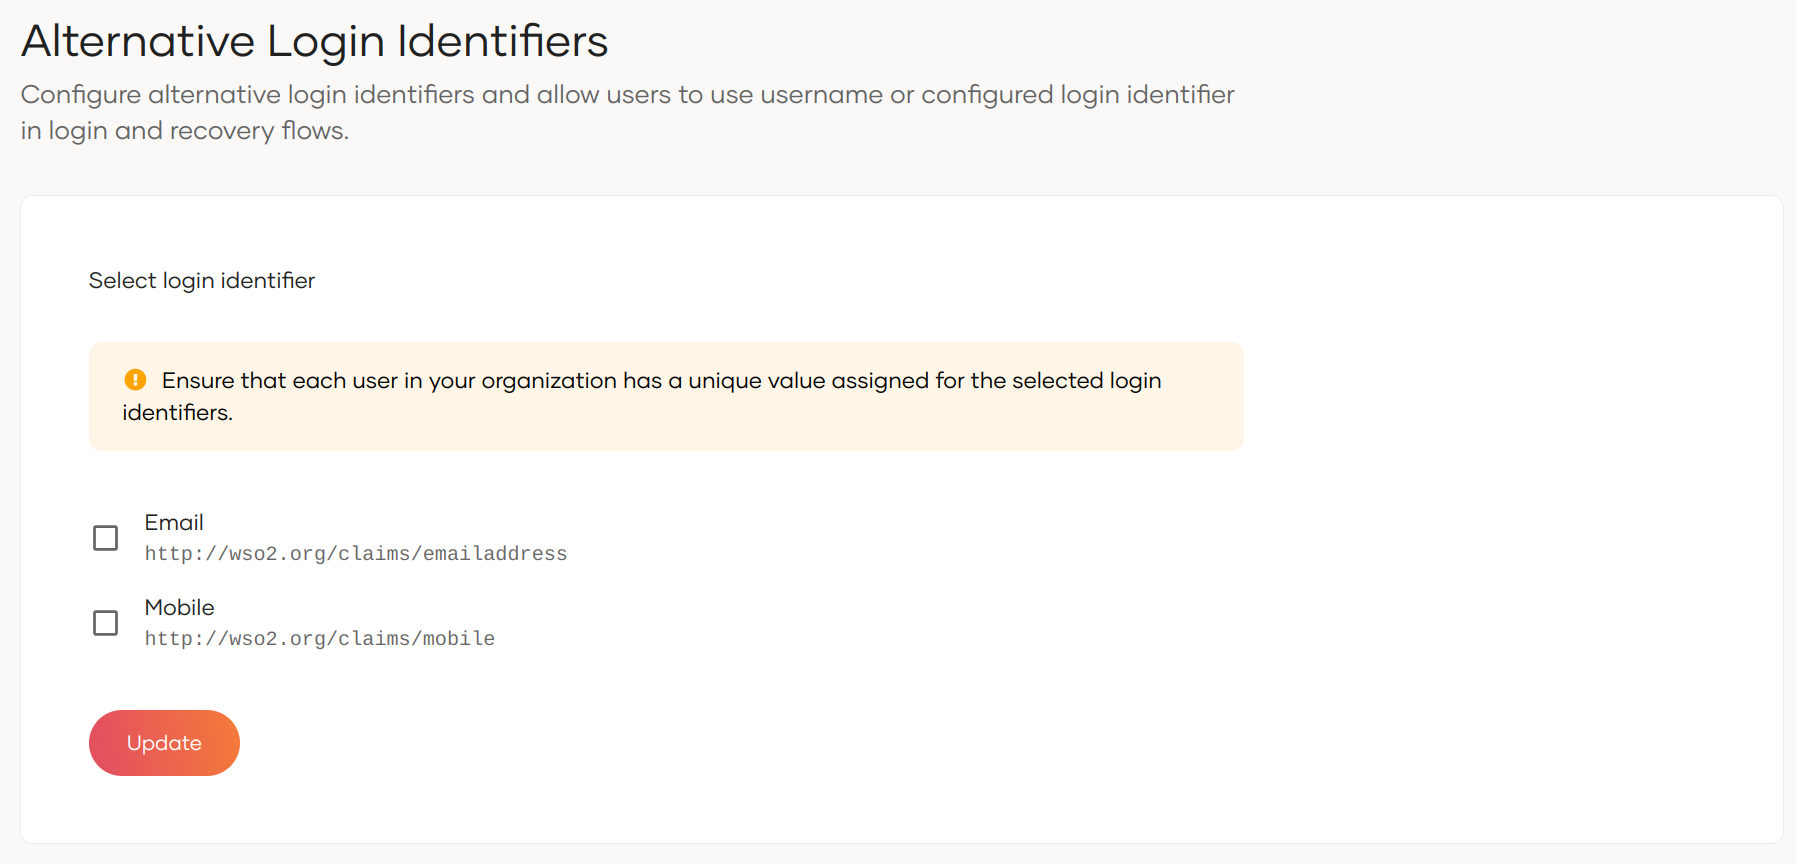 Alternative Login Identifiers
Configure alternative login identifiers and allow users to use username or configured login identifier
in login and recovery flows.
Select login identifier
Ensure that each user in your organization has a unique value assigned for the selected login
identifiers.
Email
http://wso2.org/claims/emailaddress
Mobile
http://wso2.org/claims/mobile
Update